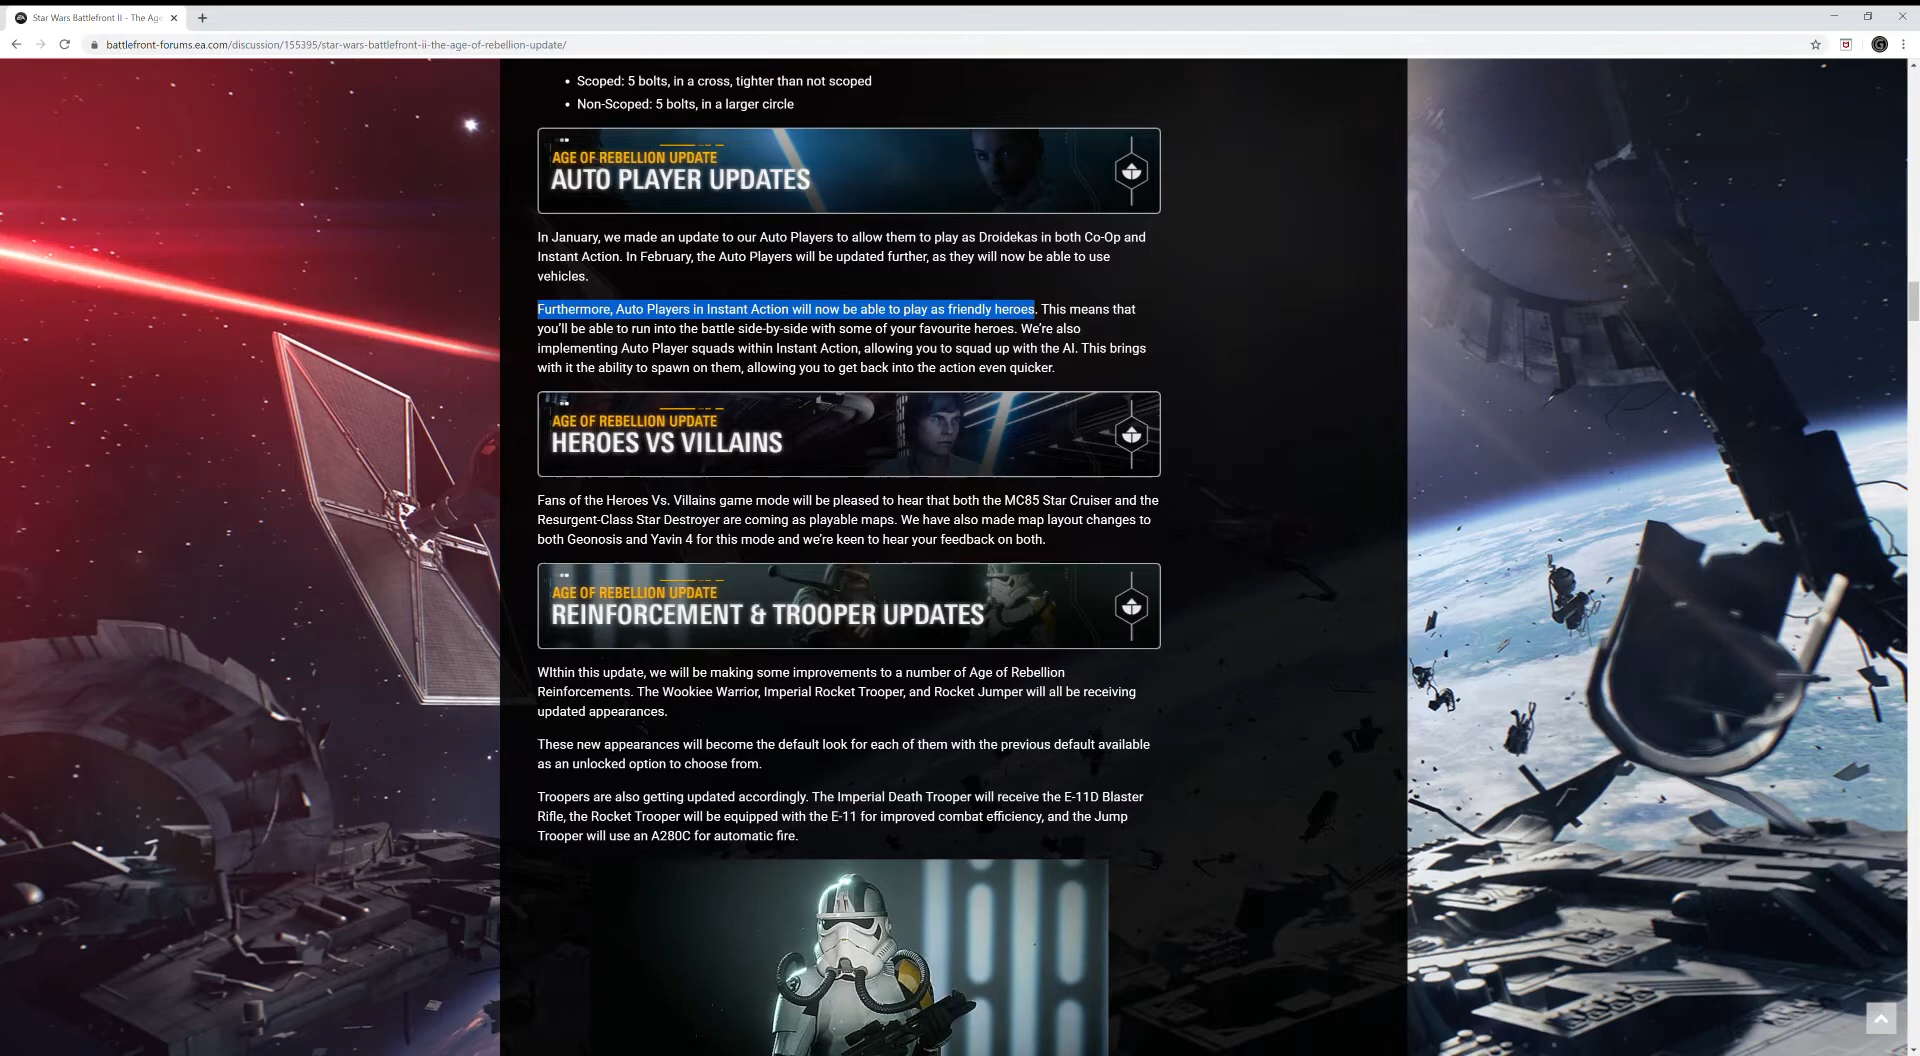 Star Wars Battlefront II - The Age
battlefront-forums.ea.com/discussion/155395/star-wars-battlefront-ii-the-age-of-rebellion-update/
• Scoped: 5 bolts, in a cross, tighter than not scoped
• Non-Scoped: 5 bolts, in a larger circle
AGE OF REBELLION UPDATE
AUTO PLAYER UPDATES
In January, we made an update to our Auto Players to allow them to play as Droidekas in both Co-Op and
Instant Action. In February, the Auto Players will be updated further, as they will now be able to use
vehicles.
Furthermore, Auto Players in Instant Action will now be able to play as friendly heroes. This means that
you’ll be able to run into the battle side-by-side with some of your favourite heroes. We’re also
implementing Auto Player squads within Instant Action, allowing you to squad up with the AI. This brings
with it the ability to spawn on them, allowing you to get back into the action even quicker.
AGE OF REBELLION UPDATE
HEROES VS VILLAINS
Fans of the Heroes Vs. Villains game mode will be pleased to hear that both the MC85 Star Cruiser and the
Resurgent-Class Star Destroyer are coming as playable maps. We have also made map layout changes to
both Geonosis and Yavin 4 for this mode and we’re keen to hear your feedback on both.
AGE OF REBELLION UPDATE
REINFORCEMENT & TROOPER UPDATES
WIthin this update, we will be making some improvements to a number of Age of Rebellion
Reinforcements. The Wookiee Warrior, Imperial Rocket Trooper, and Rocket Jumper will all be receiving
updated appearances.
These new appearances will become the default look for each of them with the previous default available
as an unlocked option to choose from.
Troopers are also getting updated accordingly. The Imperial Death Trooper will receive the E-11D Blaster
Rifle, the Rocket Trooper will be equipped with the E-11 for improved combat efficiency, and the Jump
Trooper will use an A280C for automatic fire.